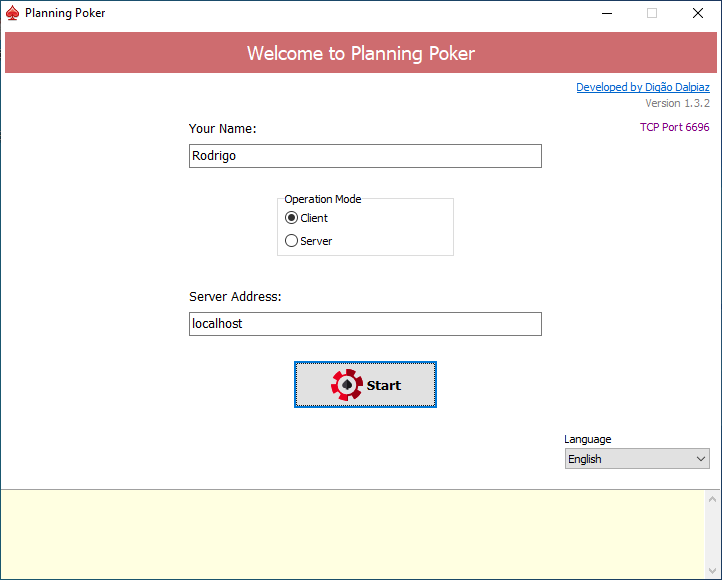 Planning Poker
Welcome to Planning Poker
Developed by Digão Dalpiaz
Version 1.3.2
TCP Port 6696
Your Name:
Rodrigo
Operation Mode
Client
Server
Server Address:
localhost
Start
Language
English